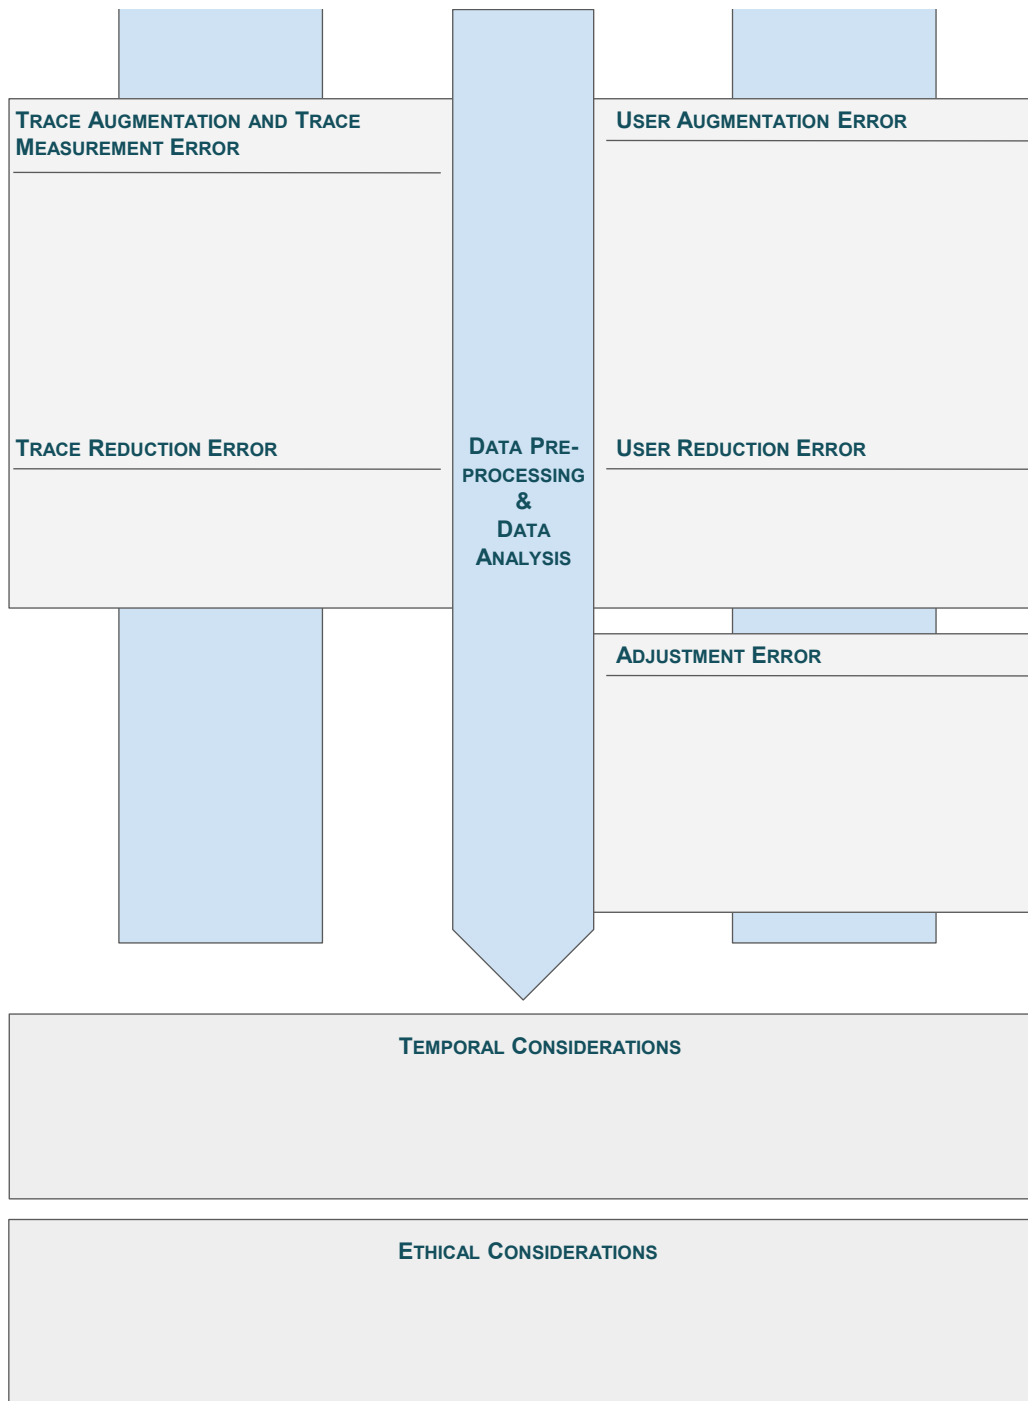 Trace Augmentation and Trace
Measurement Error
User Augmentation Error
Trace Reduction Error
Data Pre-
processing
&
Data
Analysis
User Reduction Error
Adjustment Error
Temporal Considerations
Ethical Considerations